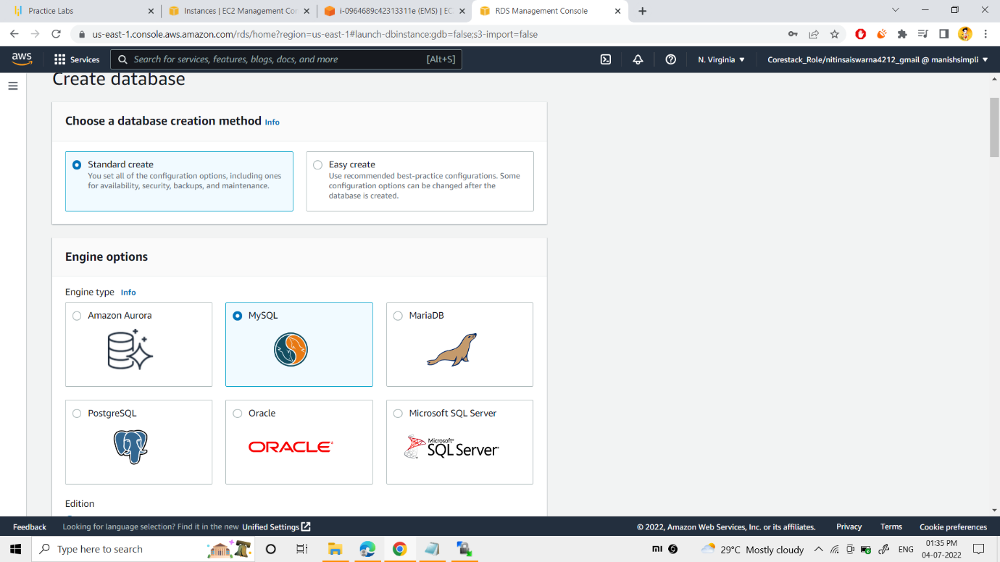 Practice Labs
Instances | EC2 Management Con
i-0964689c42313311e (EMS) | EC
RDS Management Console
us-east-1.console.aws.amazon.com/rds/home?region=us-east-1#launch-dbinstance:gdb=false;s3-import=false
aws
Services
Search for services, features, blogs, docs, and more
[Alt+S]
N. Virginia
Corestack_Role/nitinsaiswarna4212_gmail @ manishsimpli
Create database
Choose a database creation method Info
Standard create
You set all of the configuration options, including ones
for availability, security, backups, and maintenance.
Easy create
Use recommended best-practice configurations. Some
configuration options can be changed after the
database is created.
Engine options
Engine type Info
Amazon Aurora
MySQL
MariaDB
PostgreSQL
Oracle
ORACLE
Microsoft SQL Server
Microsoft
SQL Server
Edition
Feedback
Looking for language selection? Find it in the new Unified Settings
© 2022, Amazon Web Services, Inc. or its affiliates.
Privacy
Terms
Cookie preferences
Type here to search
29°C Mostly cloudy
ENG
01:35 PM
04-07-2022